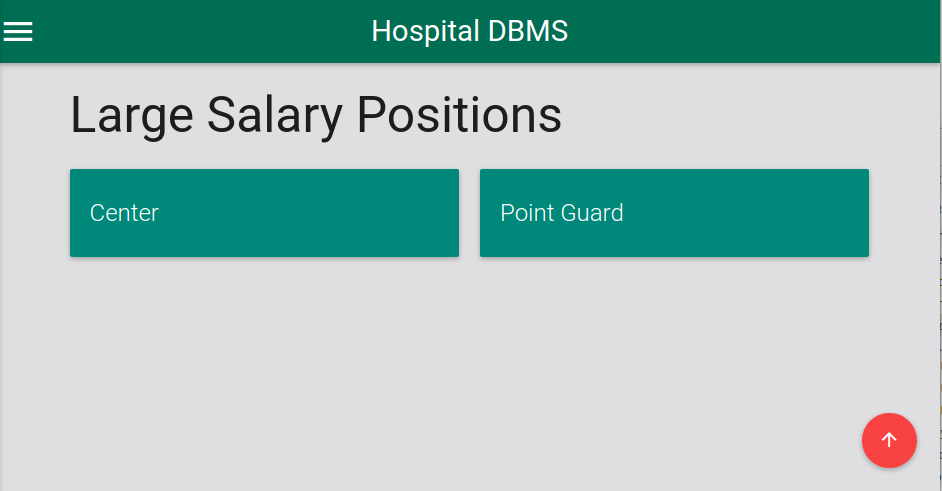 Hospital DBMS
Large Salary Positions
Center
Point Guard